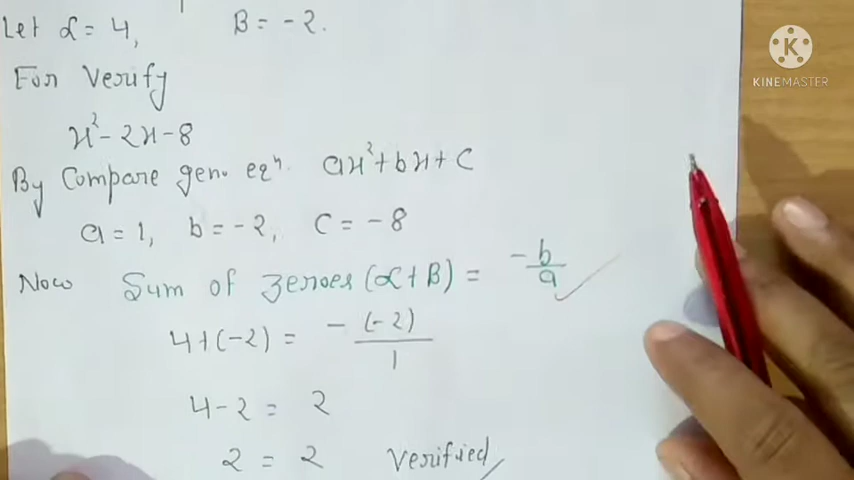 Let α = 4, β = -2.
For Verify
x² - 2x - 8
By Compare gen. eqⁿ. ax² + bx + c
a = 1, b = -2, c = -8
Now Sum of zeroes (α + β) = -b/a
4 + (-2) = -(-2)/1
4 - 2 = 2
2 = 2 Verified
K
KINEMASTER